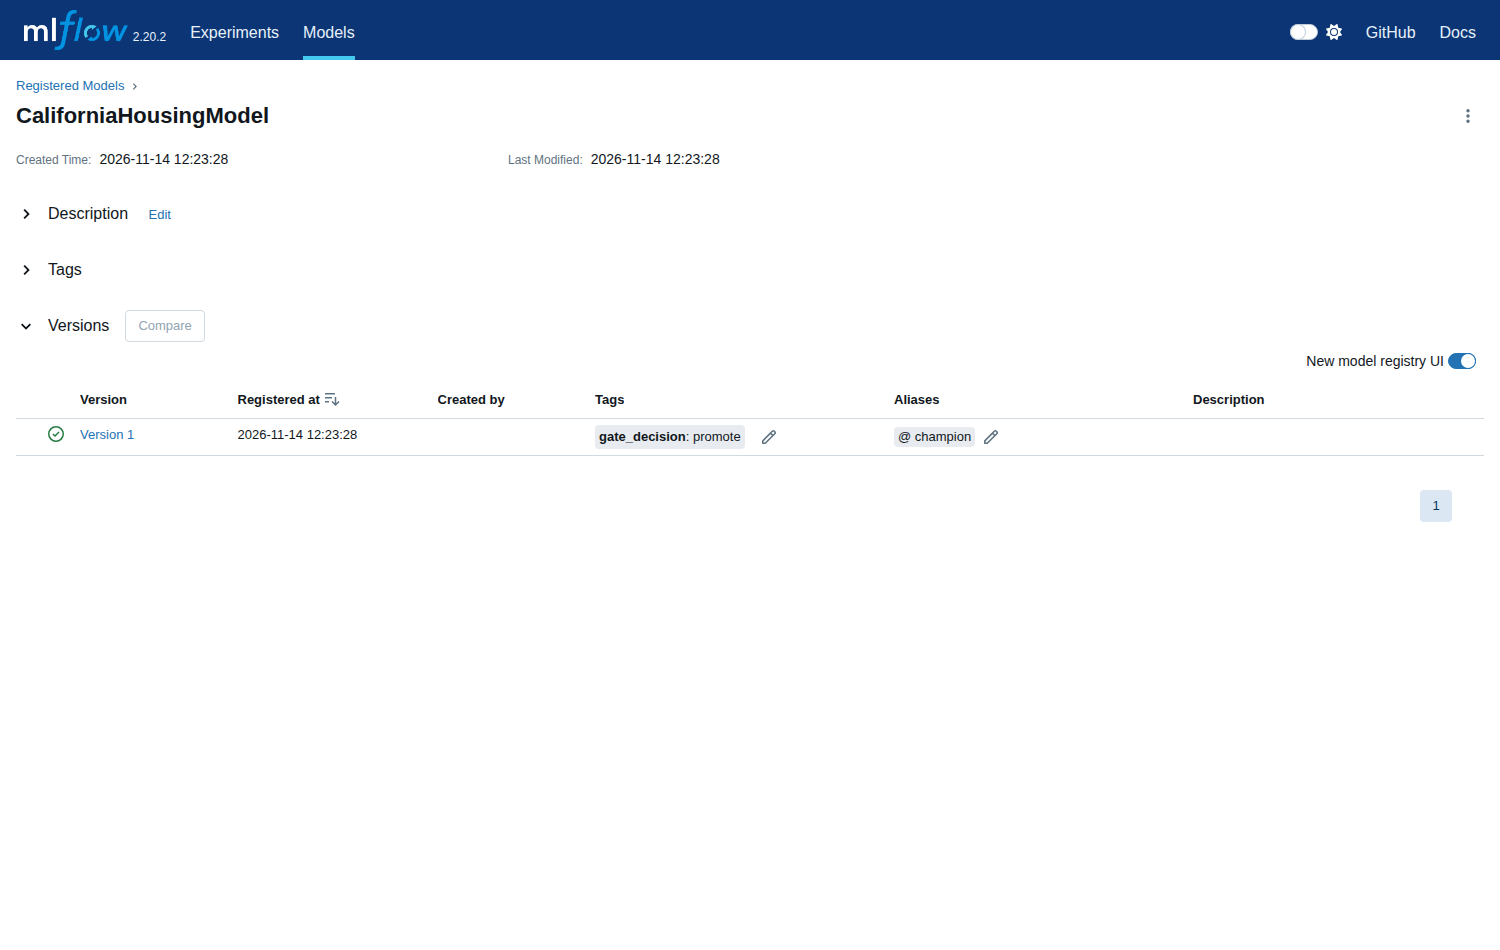 mlflow 2.20.2 Experiments Models GitHub Docs
Registered Models
CaliforniaHousingModel
Created Time: 2026-11-14 12:23:28 Last Modified: 2026-11-14 12:23:28
Description Edit
Tags
Versions Compare
New model registry UI
Version Registered at Created by Tags Aliases Description
Version 1 2026-11-14 12:23:28 gate_decision: promote @ champion
1